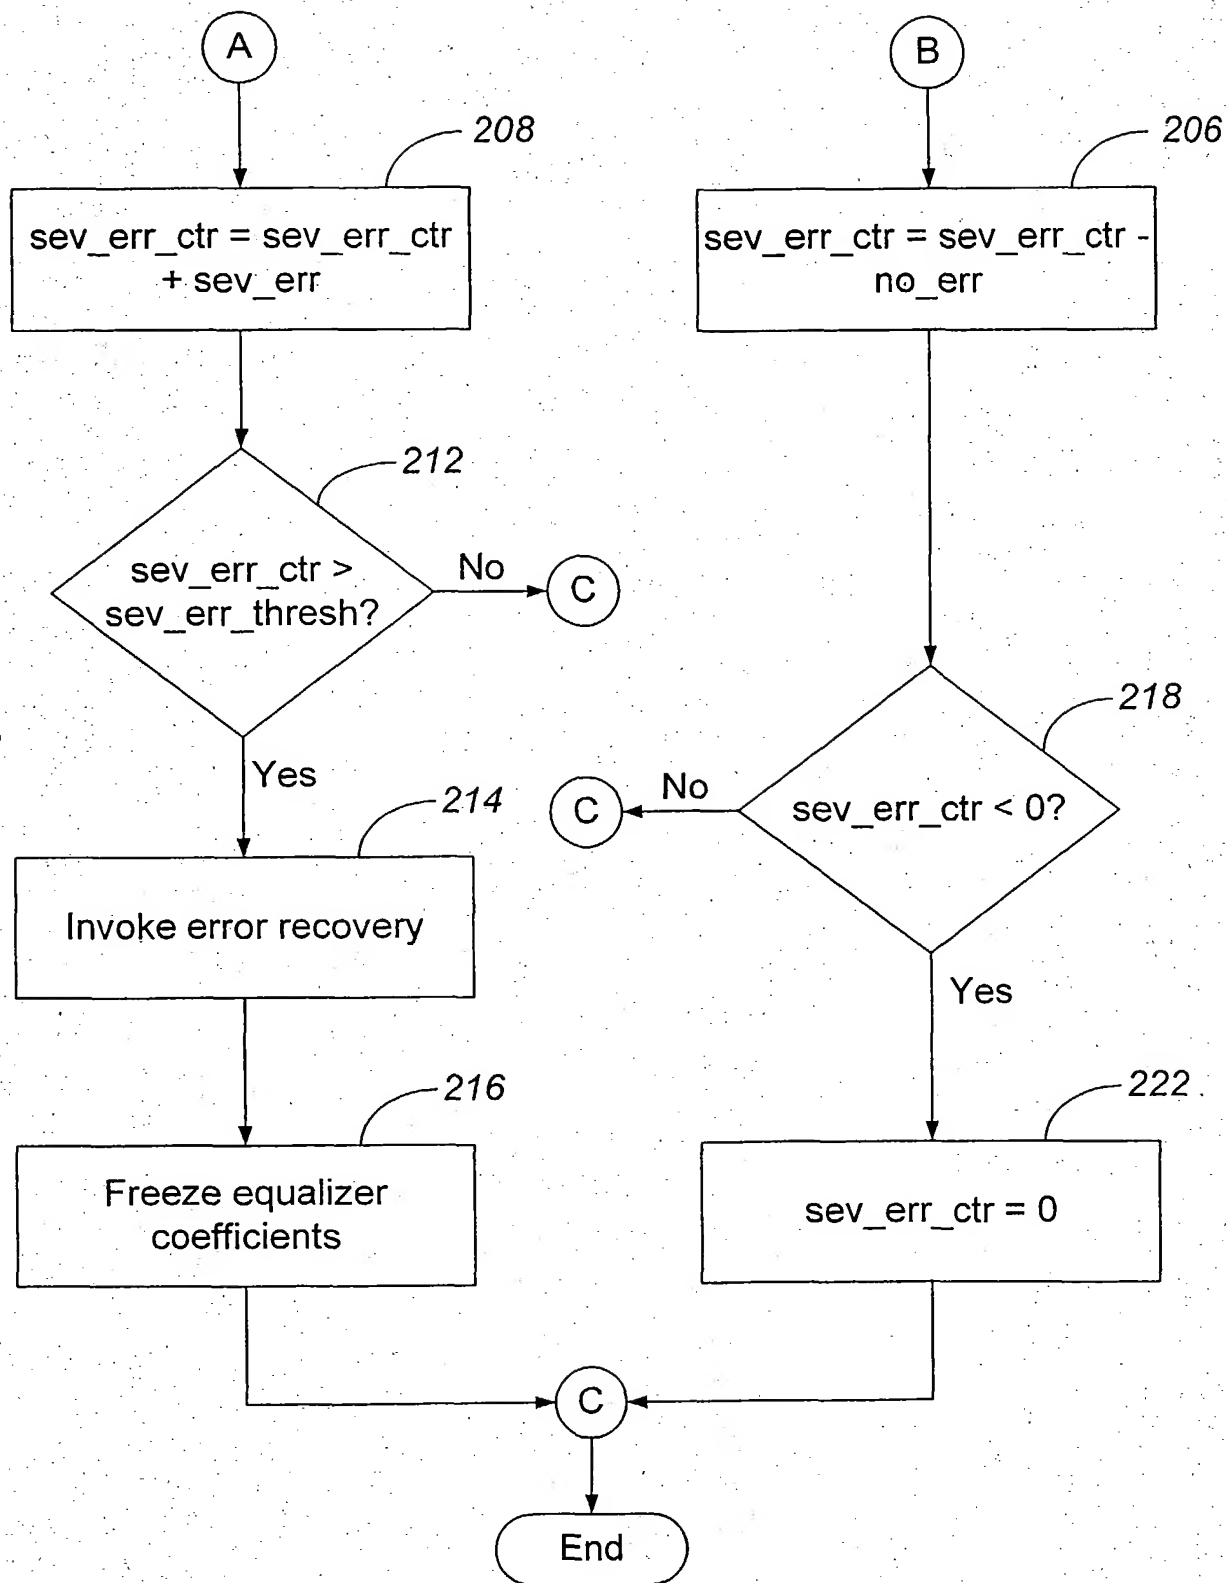 A
208
sev_err_ctr = sev_err_ctr
+ sev_err
212
sev_err_ctr >
sev_err_thresh?
No
C
Yes
214
Invoke error recovery
216
Freeze equalizer
coefficients
B
206
sev_err_ctr = sev_err_ctr -
no_err
218
sev_err_ctr < 0?
No
C
Yes
222
sev_err_ctr = 0
C
End